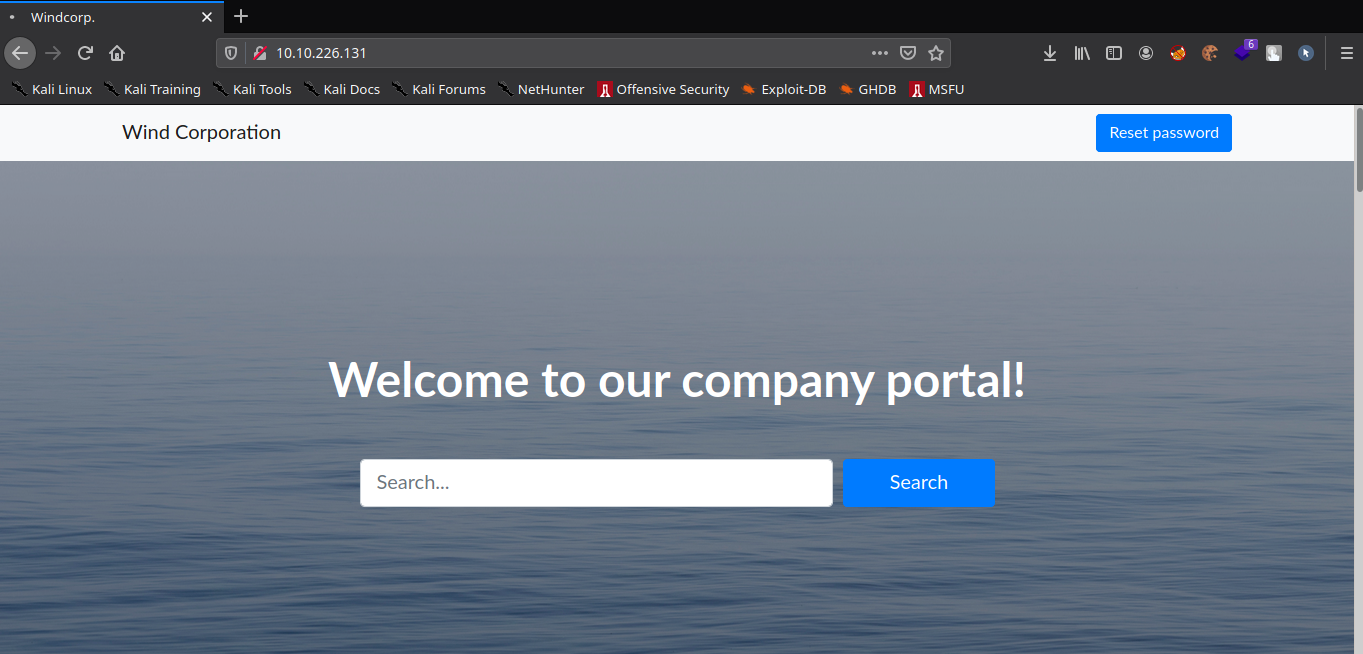 Windcorp.
10.10.226.131
6
Kali Linux Kali Training Kali Tools Kali Docs Kali Forums NetHunter Offensive Security Exploit-DB GHDB MSFU
Wind Corporation Reset password
Welcome to our company portal!
Search... Search